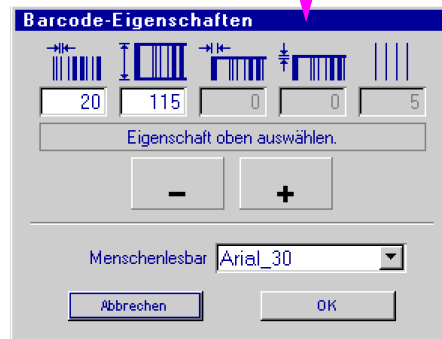 Barcode-Eigenschaften
20 115 0 0 5
Eigenschaft oben auswählen.
- +
Menschenlesbar Arial_30
Abbrechen OK